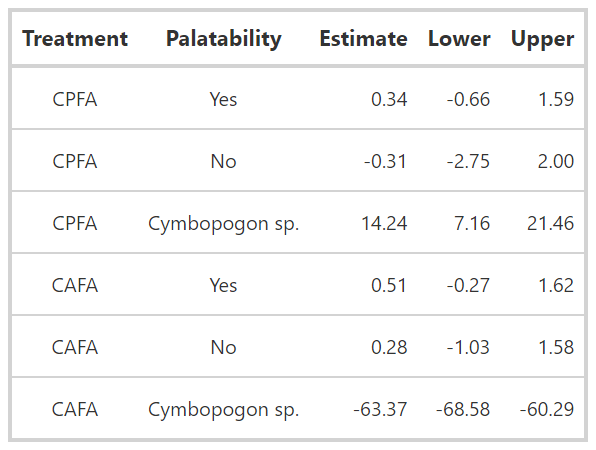 Treatment Palatability Estimate Lower Upper
CPFA Yes 0.34 -0.66 1.59
CPFA No -0.31 -2.75 2.00
CPFA Cymbopogon sp. 14.24 7.16 21.46
CAFA Yes 0.51 -0.27 1.62
CAFA No 0.28 -1.03 1.58
CAFA Cymbopogon sp. -63.37 -68.58 -60.29